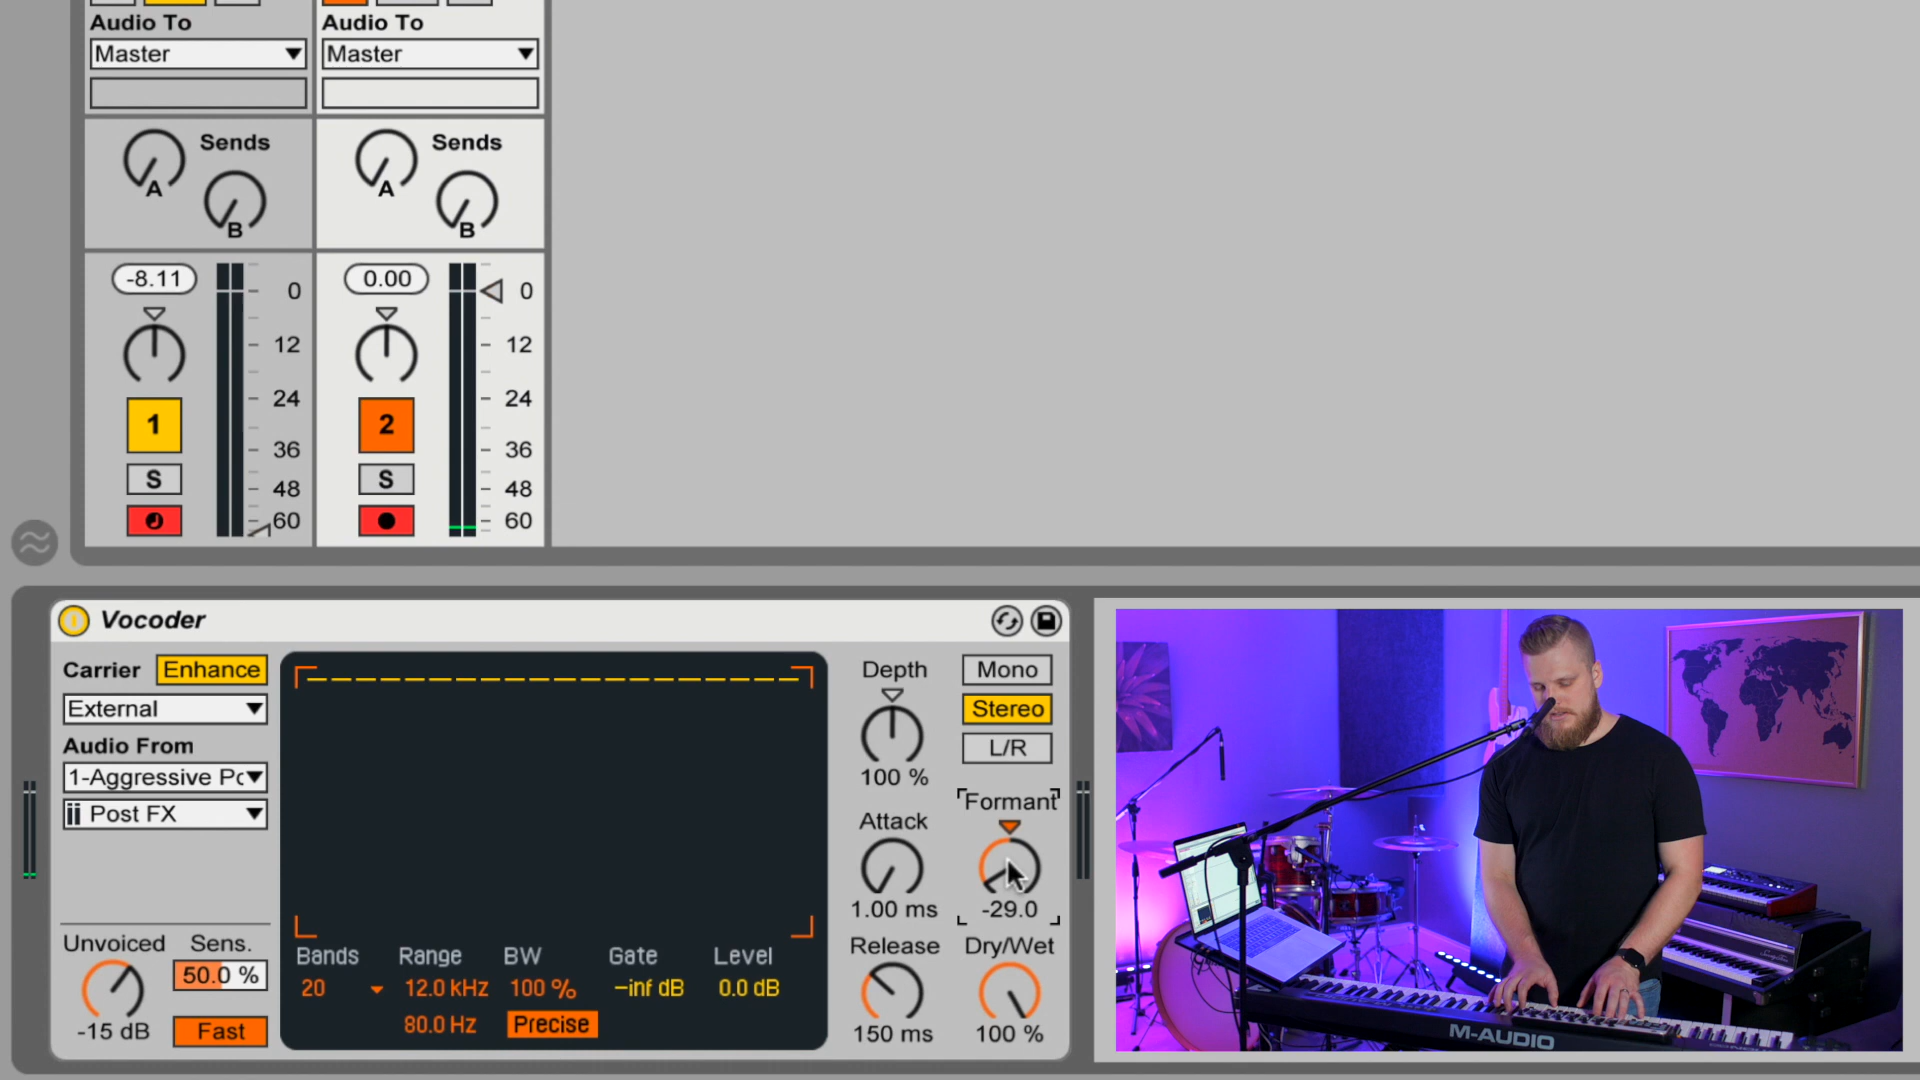 Audio To
Master
Audio To
Master
Sends
A
B
Sends
A
B
-8.11
0
12
24
36
48
60
1
S
0.00
0
12
24
36
48
60
2
S
Vocoder
Carrier Enhance
External
Audio From
1-Aggressive Pc
Post FX
Unvoiced
-15 dB
Sens.
50.0 %
Fast
Bands
20
Range
12.0 kHz
80.0 Hz
BW
100 %
Precise
Gate
-inf dB
Level
0.0 dB
Depth
100 %
Attack
1.00 ms
Release
150 ms
Mono
Stereo
L/R
Formant
-29.0
Dry/Wet
100 %
M-AUDIO